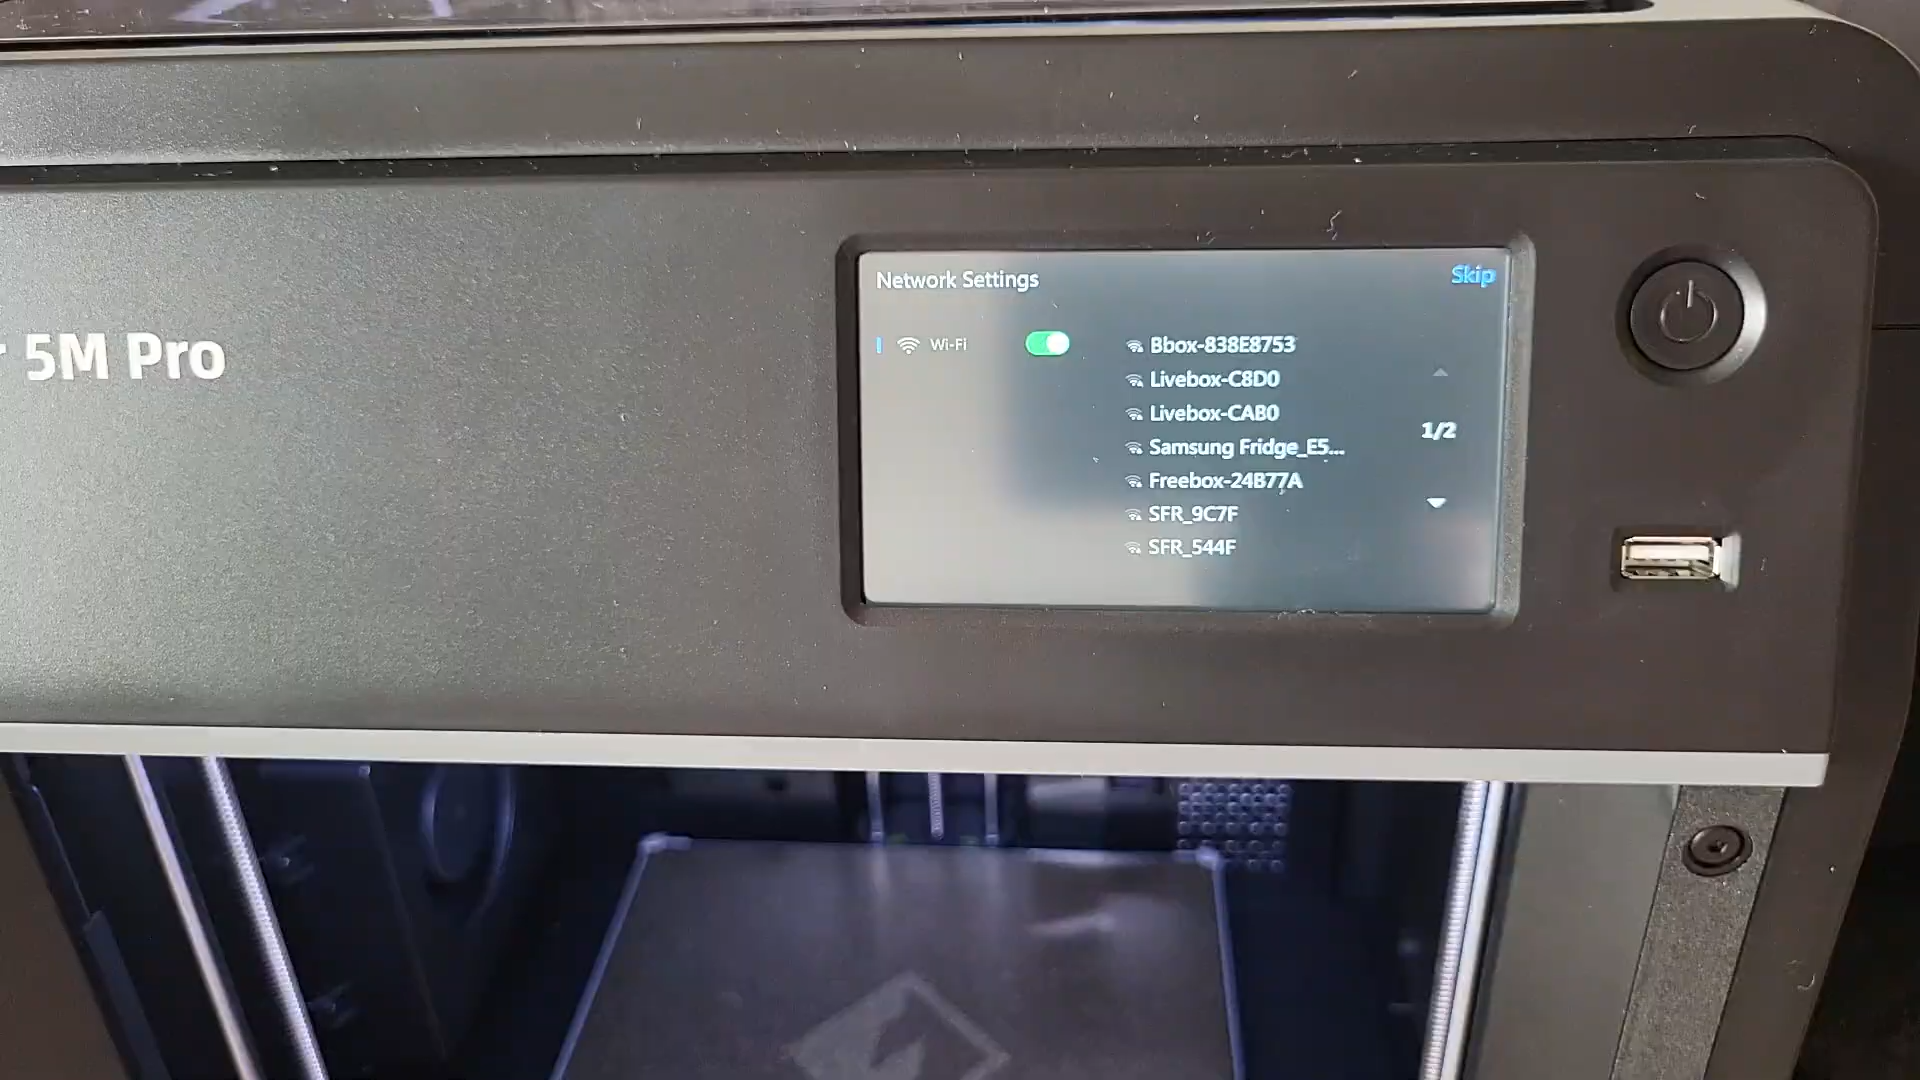 5M Pro
Network Settings
Skip
Wi-Fi
Bbox-838E8753
Livebox-C8D0
Livebox-CAB0
Samsung Fridge_E5...
Freebox-24B77A
SFR_9C7F
SFR_544F
1/2